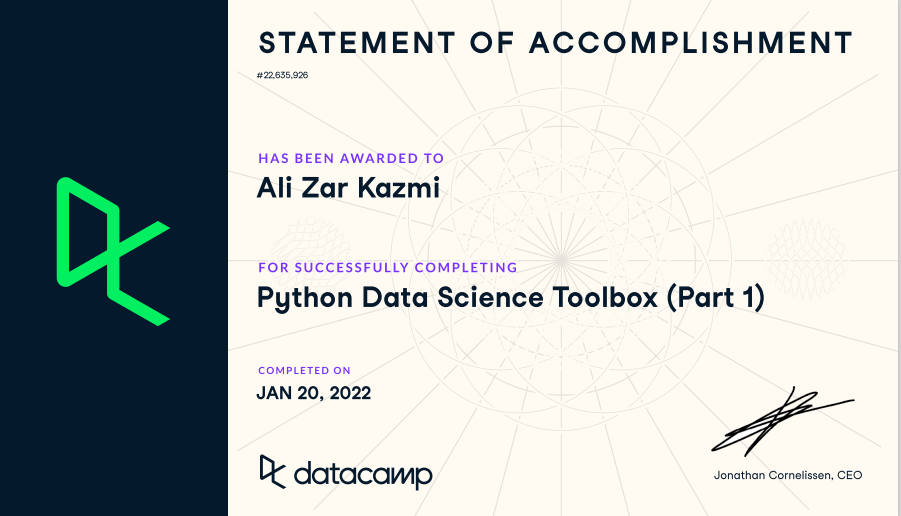 STATEMENT OF ACCOMPLISHMENT
#22,635,926
HAS BEEN AWARDED TO
Ali Zar Kazmi
FOR SUCCESSFULLY COMPLETING
Python Data Science Toolbox (Part 1)
COMPLETED ON
JAN 20, 2022
datacamp
Jonathan Cornelissen, CEO